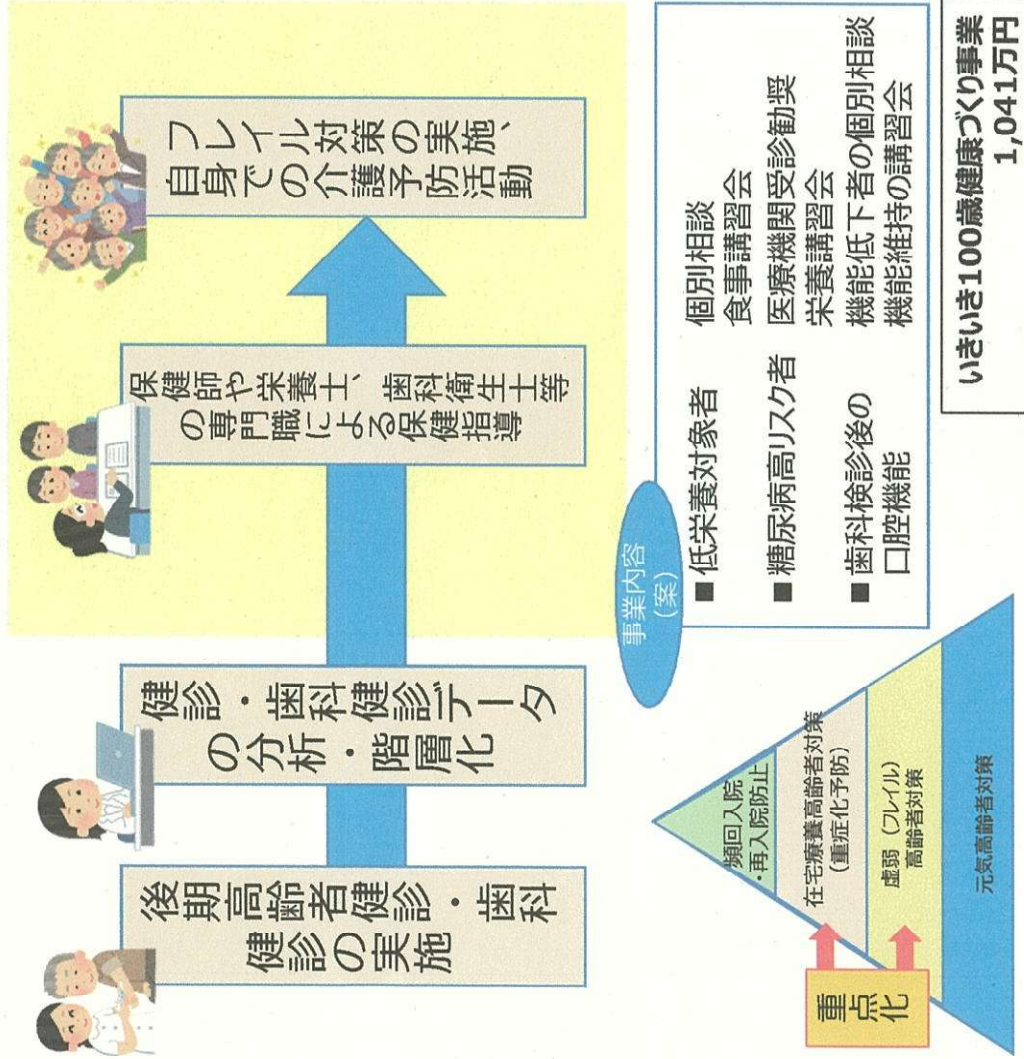 後期高齢者健診・歯科
健診の実施
健診・歯科健診データ
の分析・階層化
保健師や栄養士、歯科衛生士等
の専門職による保健指導
フレイル対策の実施、
自身での介護予防活
動
重点化
頻回入院
・再入院防止
在宅療養高齢者対策
(重症化予防)
虚弱(フレイル)
高齢者対策
元気高齢者対策
事業内容
(案)
■低栄養対象者 個別相談
食事講習会
■糖尿病高リスク者 医療機関受診勧奨
栄養講習会
■歯科検診後の 機能低下者の個別相談
口腔機能 機能維持の講習会
いきいき100歳健康づくり事業
1,041万円